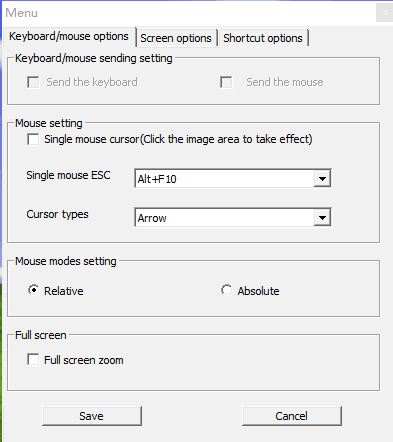 Menu
Keyboard/mouse options Screen options Shortcut options
Keyboard/mouse sending setting
Send the keyboard Send the mouse
Mouse setting
Single mouse cursor(Click the image area to take effect)
Single mouse ESC Alt+F10
Cursor types Arrow
Mouse modes setting
Relative Absolute
Full screen
Full screen zoom
Save Cancel